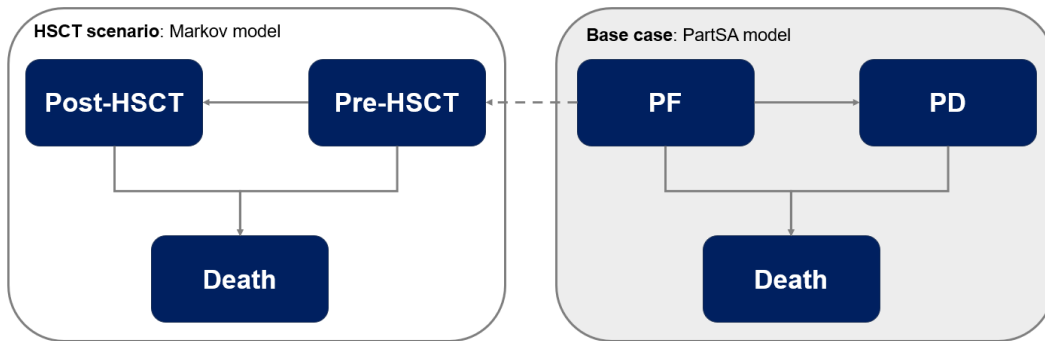 HSCT scenario: Markov model
Post-HSCT
Pre-HSCT
Death
Base case: PartSA model
PF
PD
Death